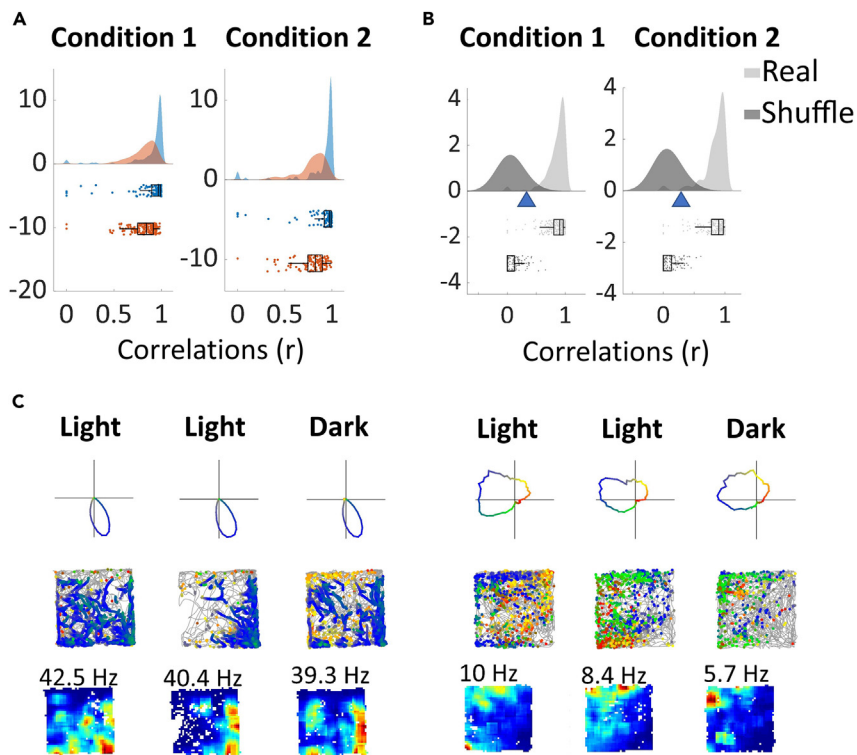 A
Condition 1 Condition 2
10
0
-10
-20
0 0.5 1
10
0
-10
0 0.5 1
Correlations (r)
B
Condition 1 Condition 2
Real
Shuffle
4
2
0
-2
-4
0 1
4
2
0
-2
-4
0 1
Correlations (r)
C
Light Light Dark
42.5 Hz 40.4 Hz 39.3 Hz
Light Light Dark
10 Hz 8.4 Hz 5.7 Hz